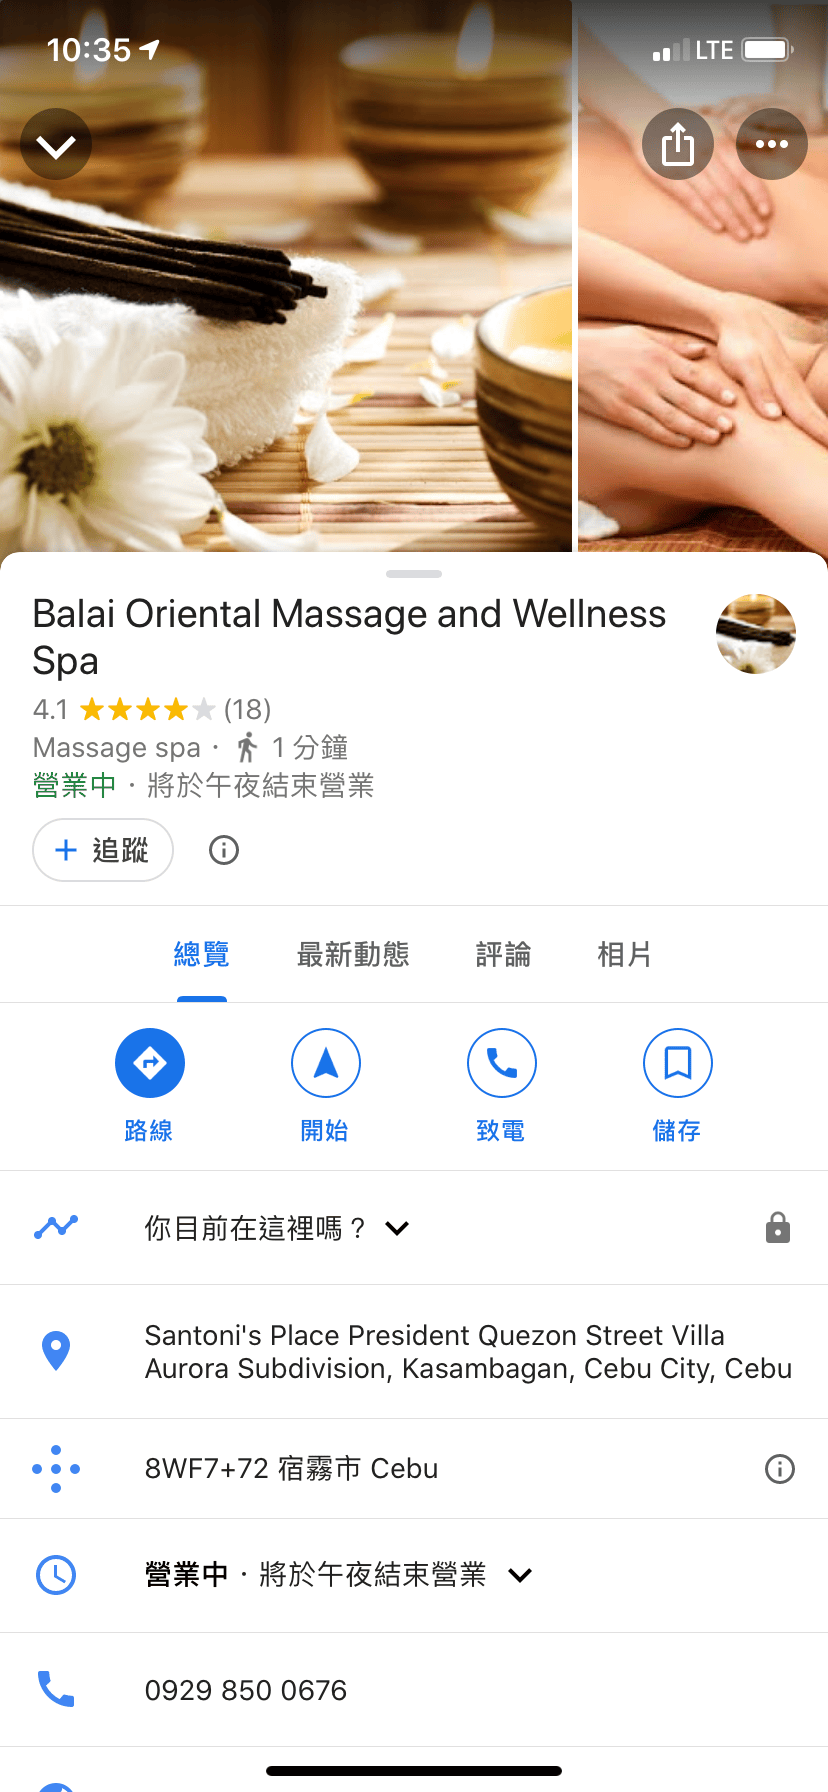 10:35
LTE
Balai Oriental Massage and Wellness
Spa
4.1 (18)
Massage spa · 1 分鐘
營業中 · 將於午夜結束營業
+ 追蹤
總覽 最新動態 評論 相片
路線 開始 致電 儲存
你目前在這裡嗎？
Santoni's Place President Quezon Street Villa
Aurora Subdivision, Kasambagan, Cebu City, Cebu
8WF7+72 宿霧市 Cebu
營業中 · 將於午夜結束營業
0929 850 0676